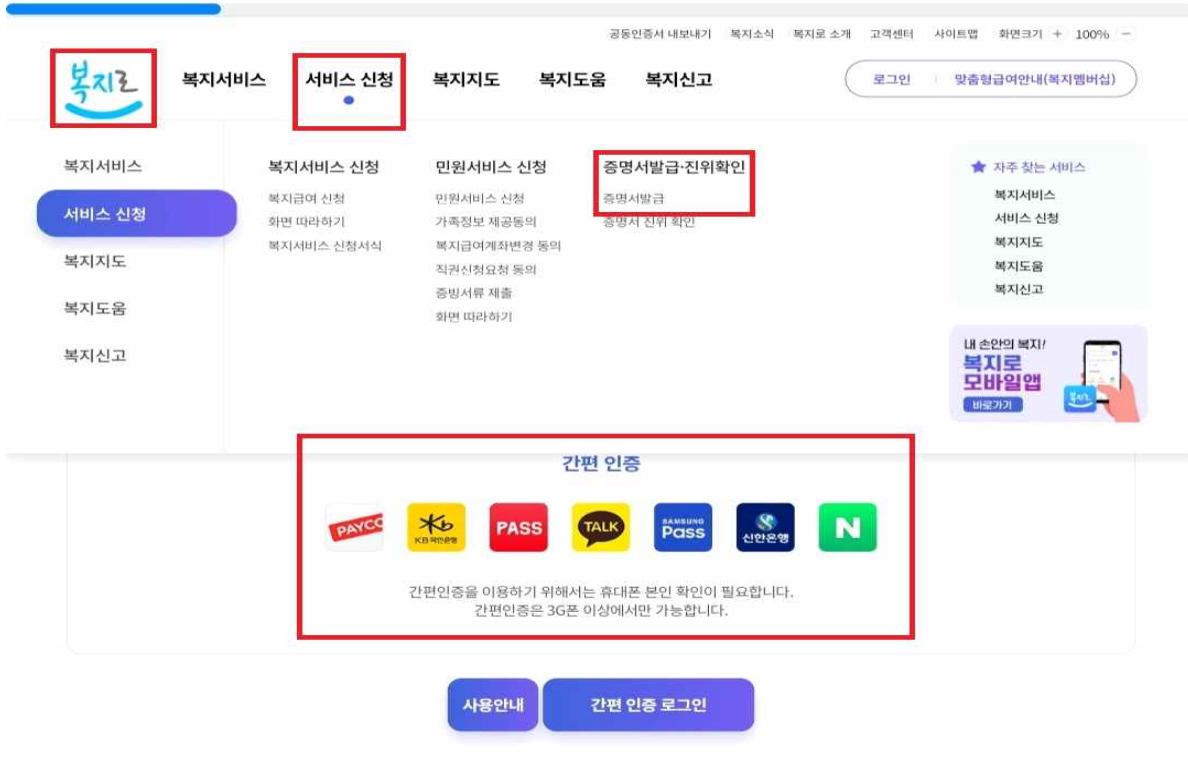 공동인증서 내보내기 복지소식 복지로 소개 고객센터 사이트맵 화면크기 + 100% −
복지로 복지서비스 서비스 신청 복지지도 복지도움 복지신고 로그인 맞춤형급여안내(복지멤버십)
복지서비스
서비스 신청
복지지도
복지도움
복지신고
복지서비스 신청
복지급여 신청
화면 따라하기
복지서비스 신청서식
민원서비스 신청
민원서비스 신청
가족정보 제공동의
복지급여계좌변경 동의
직권신청요청 동의
증빙서류 제출
화면 따라하기
증명서발급·진위확인
증명서발급
증명서 진위 확인
자주 찾는 서비스
복지서비스
서비스 신청
복지지도
복지도움
복지신고
내 손안의 복지!
복지로
모바일앱
바로가기
복지로
간편 인증
PAYCO
KB국민은행
PASS
TALK
SAMSUNG
Pass
신한은행
N
간편인증을 이용하기 위해서는 휴대폰 본인 확인이 필요합니다.
간편인증은 3G폰 이상에서만 가능합니다.
사용안내 간편 인증 로그인